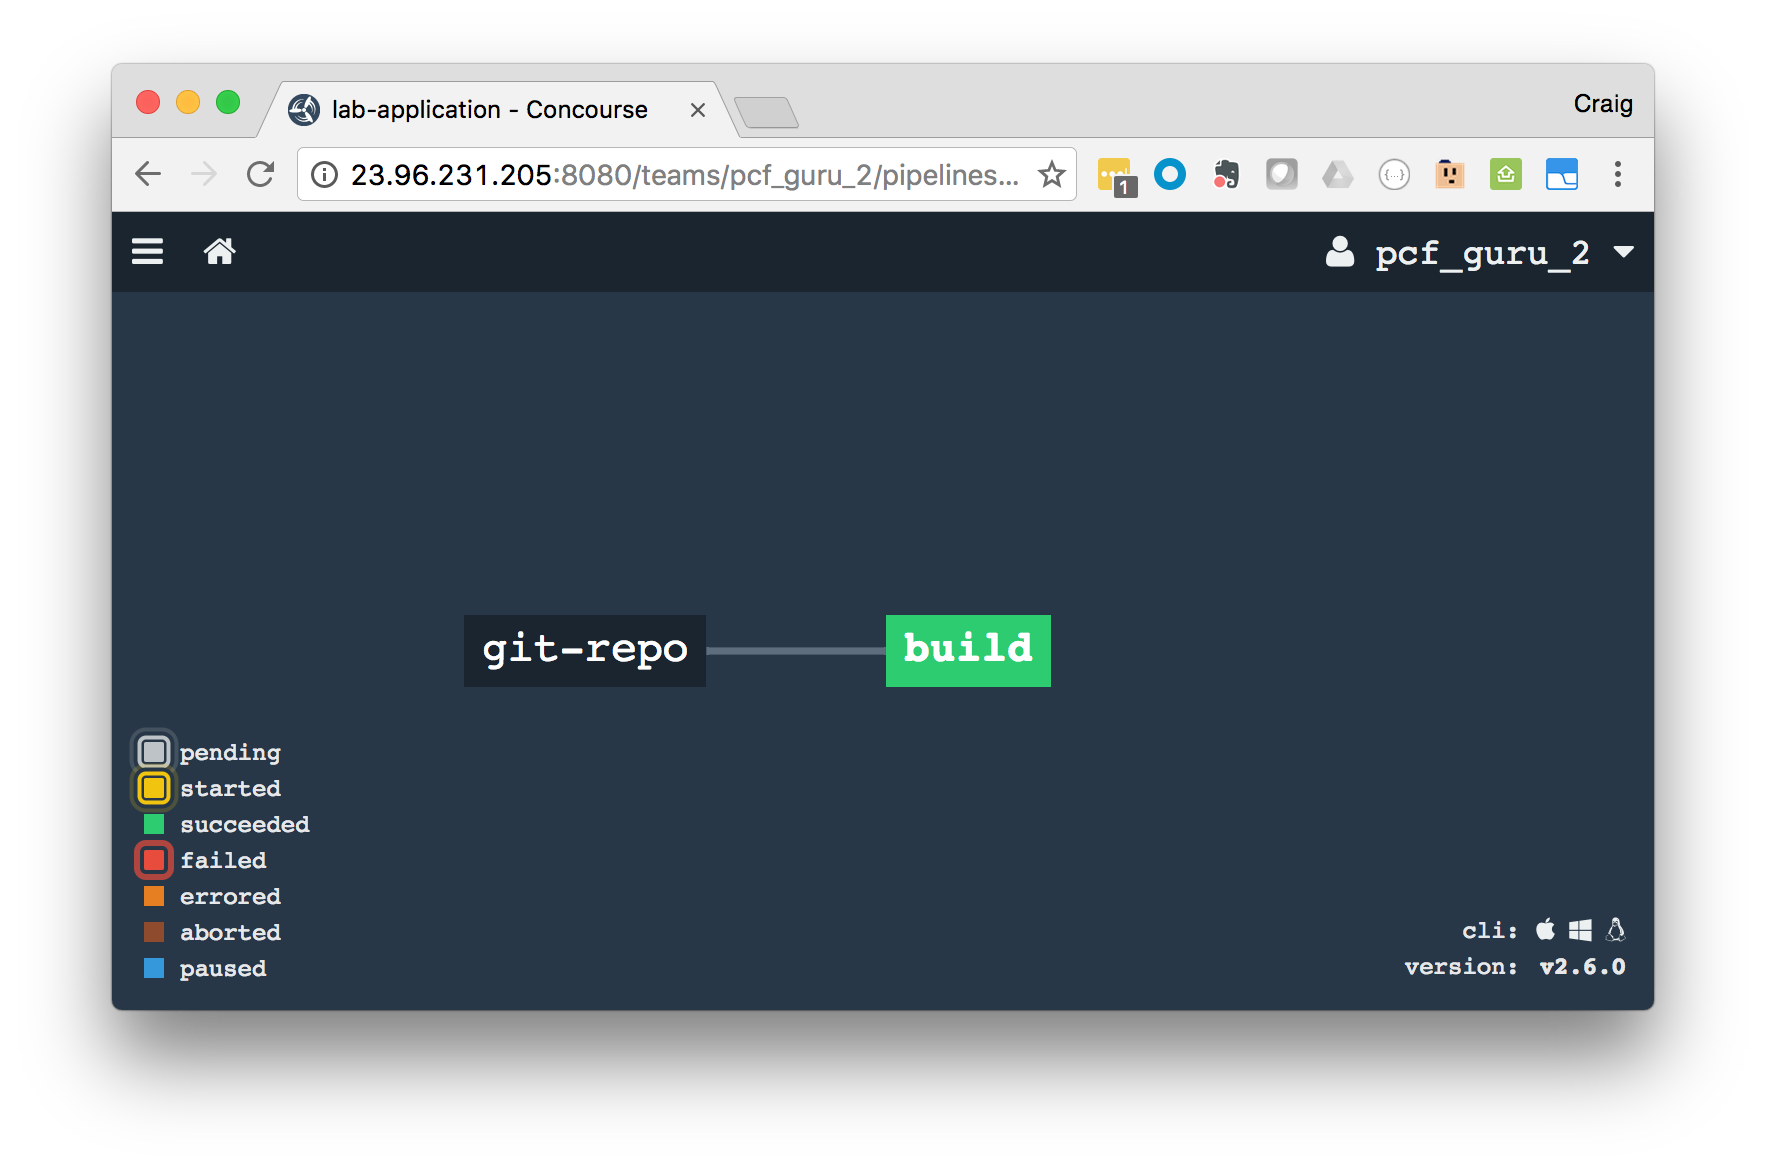 lab-application - Concourse
Craig
23.96.231.205:8080/teams/pcf_guru_2/pipelines...
1
{...}
pcf_guru_2
git-repo
build
pending
started
succeeded
failed
errored
aborted
paused
cli:
version: v2.6.0